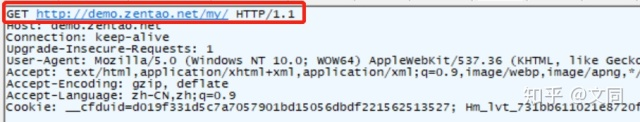 GET http://demo.zentao.net/my/ HTTP/1.1
Host: demo.zentao.net
Connection: keep-alive
Upgrade-Insecure-Requests: 1
User-Agent: Mozilla/5.0 (Windows NT 10.0; WOW64) AppleWebKit/537.36 (KHTML, like Gecko
Accept: text/html,application/xhtml+xml,application/xml;q=0.9,image/webp,image/apng,*/
Accept-Encoding: gzip, deflate
Accept-Language: zh-CN,zh;q=0.9
Cookie: __cfduid=d019f331d5c7a7057901bd15056dbdf221562513527; Hm_lvt_731bb611021e8720f
知乎 @文同